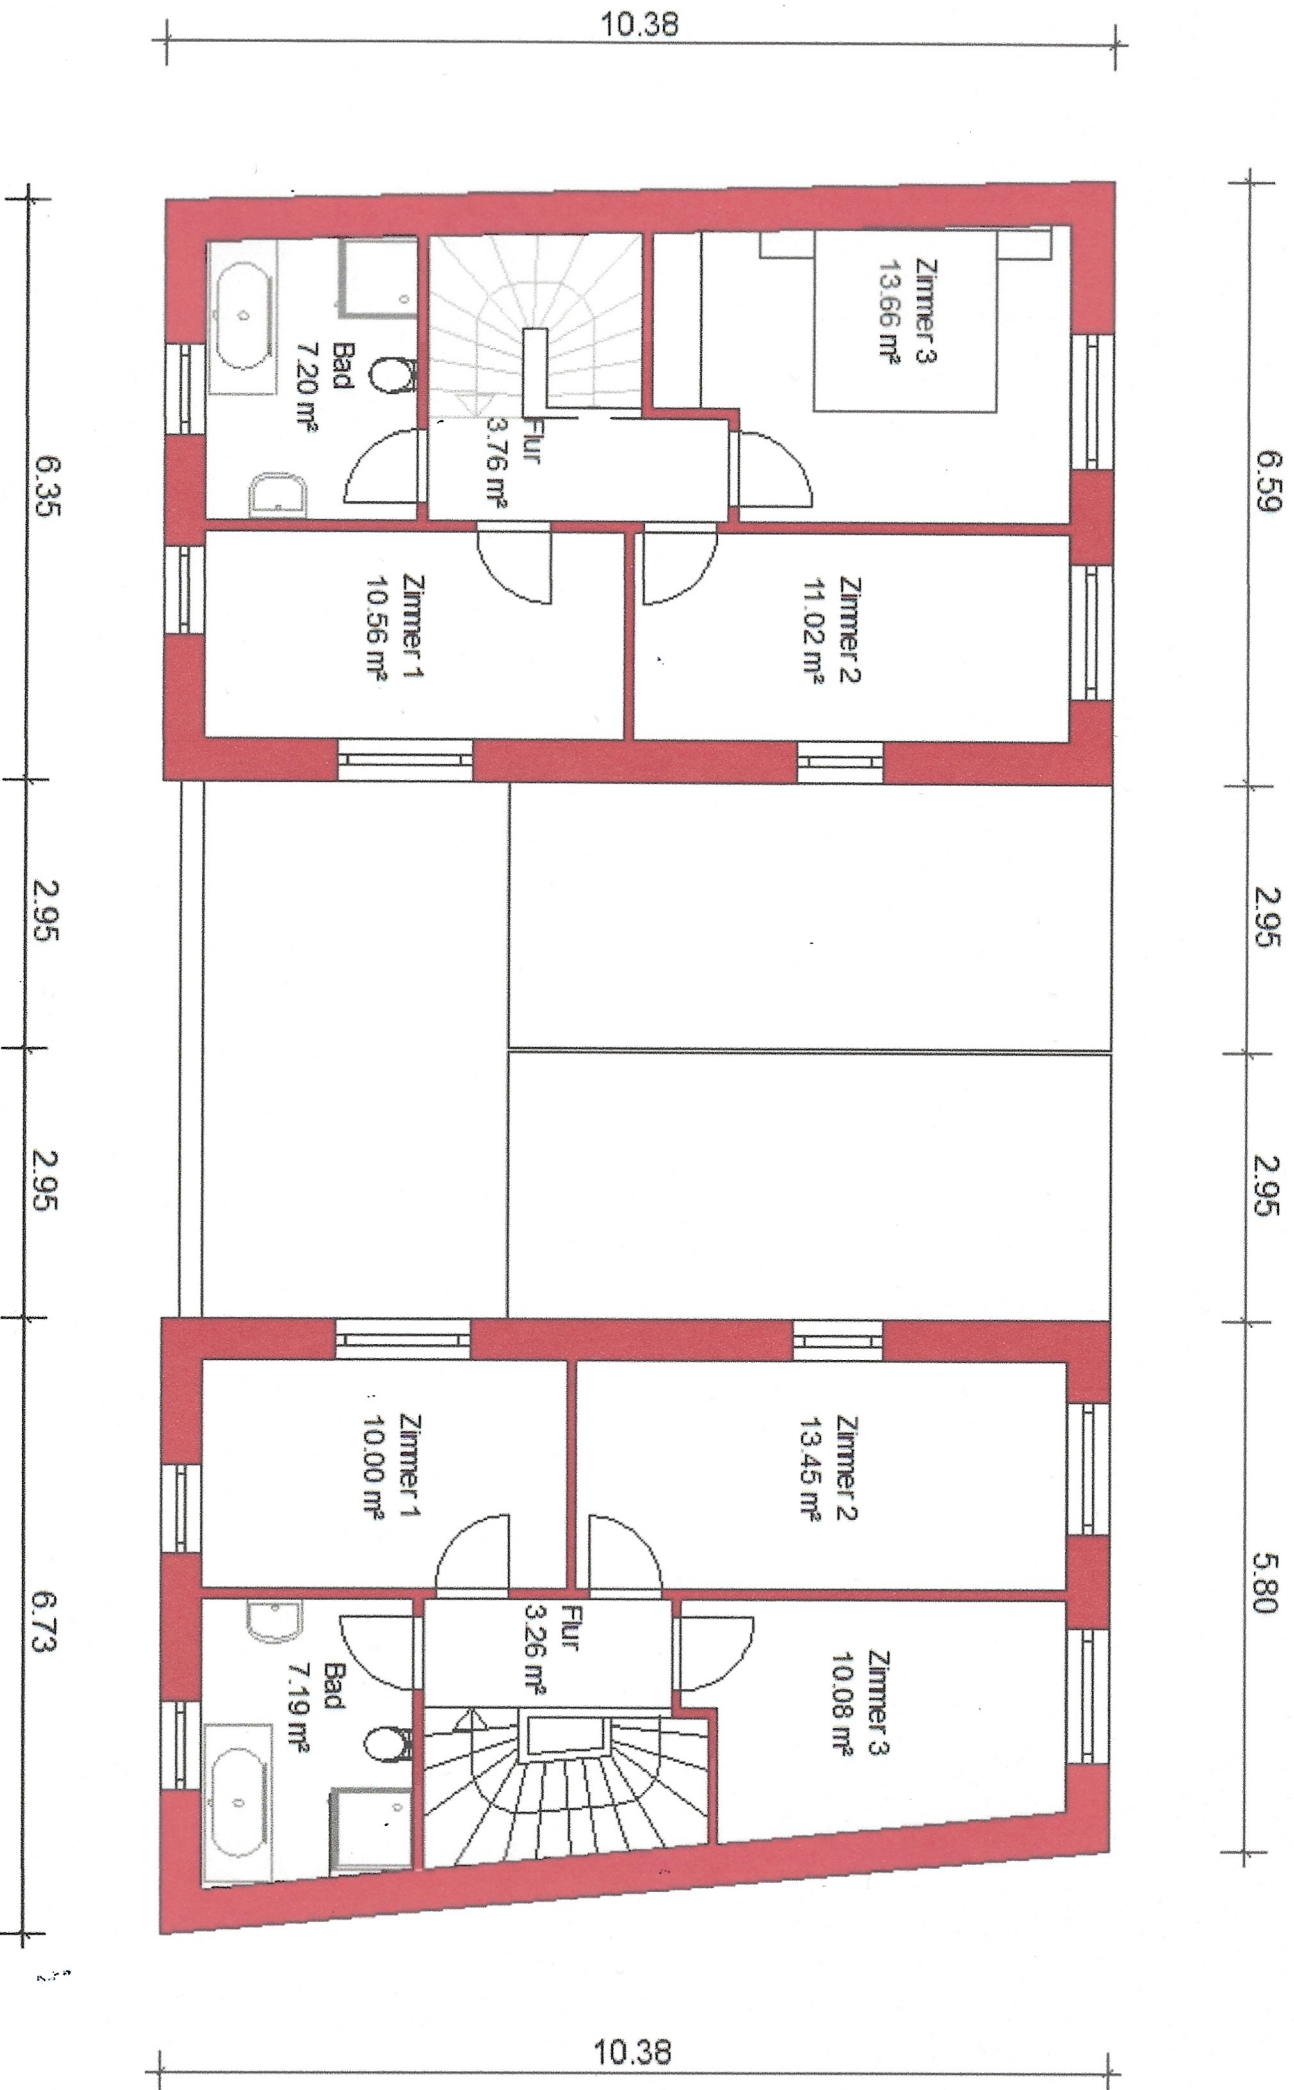 10.38
6.59
2.95
2.95
5.80
Zimmer 3
13.66 m²
Zimmer 2
11.02 m²
Flur
3.76 m²
Bad
7.20 m²
Zimmer 1
10.56 m²
Zimmer 2
13.45 m²
Zimmer 3
10.08 m²
Zimmer 1
10.00 m²
Flur
3.26 m²
Bad
7.19 m²
6.35
2.95
2.95
6.73
10.38